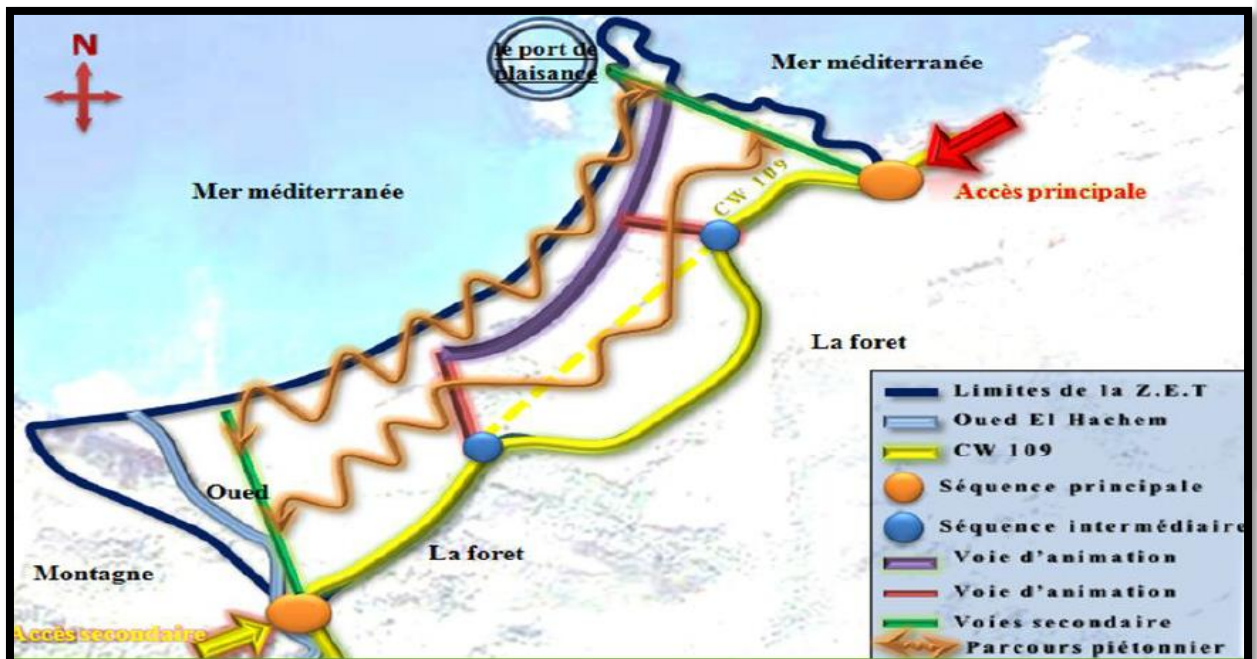 N
le port de
plaisance
Mer méditerranée
Mer méditerranée
CW 109
Accès principale
La foret
Oued
La foret
Montagne
Accès secondaire
Limites de la Z.E.T
Oued El Hachem
CW 109
Séquence principale
Séquence intermédiaire
Voie d'animation
Voie d'animation
Voies secondaire
Parcours piétonnier